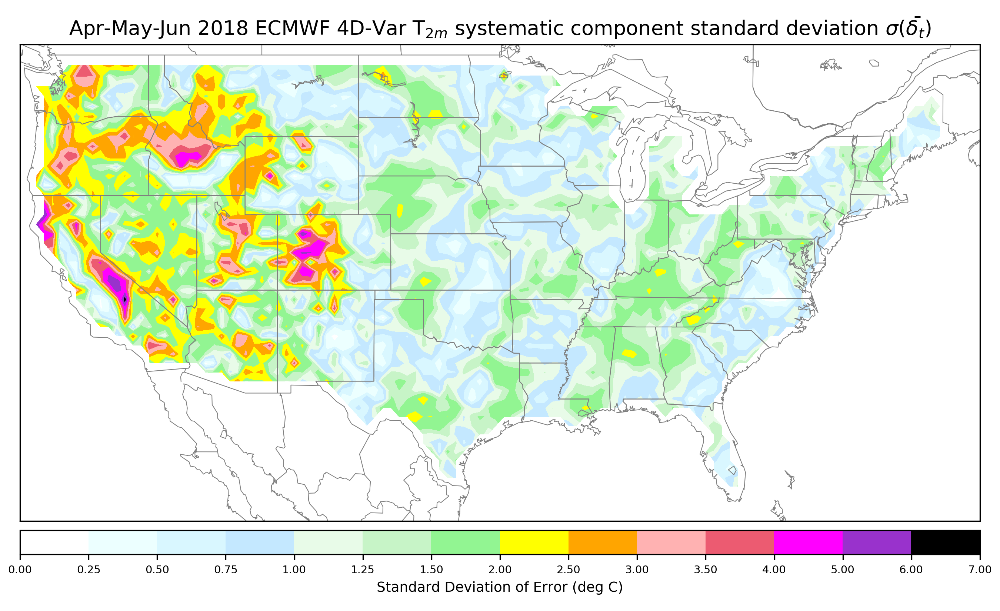 Apr-May-Jun 2018 ECMWF 4D-Var T₂ₘ systematic component standard deviation σ(δ̄ₜ)
0.00 0.25 0.50 0.75 1.00 1.25 1.50 2.00 2.50 3.00 3.50 4.00 5.00 6.00 7.00
Standard Deviation of Error (deg C)